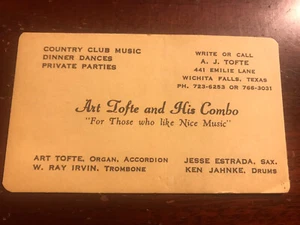 COUNTRY CLUB MUSIC
DINNER DANCES
PRIVATE PARTIES
WRITE OR CALL
A. J. TOFTE
441 EMILIE LANE
WICHITA FALLS, TEXAS
PH. 723-6253 OR 766-3031
Art Tofte and His Combo
"For Those who like Nice Music"
ART TOFTE, ORGAN, ACCORDION
W. RAY IRVIN, TROMBONE
JESSE ESTRADA, SAX.
KEN JAHNKE, DRUMS